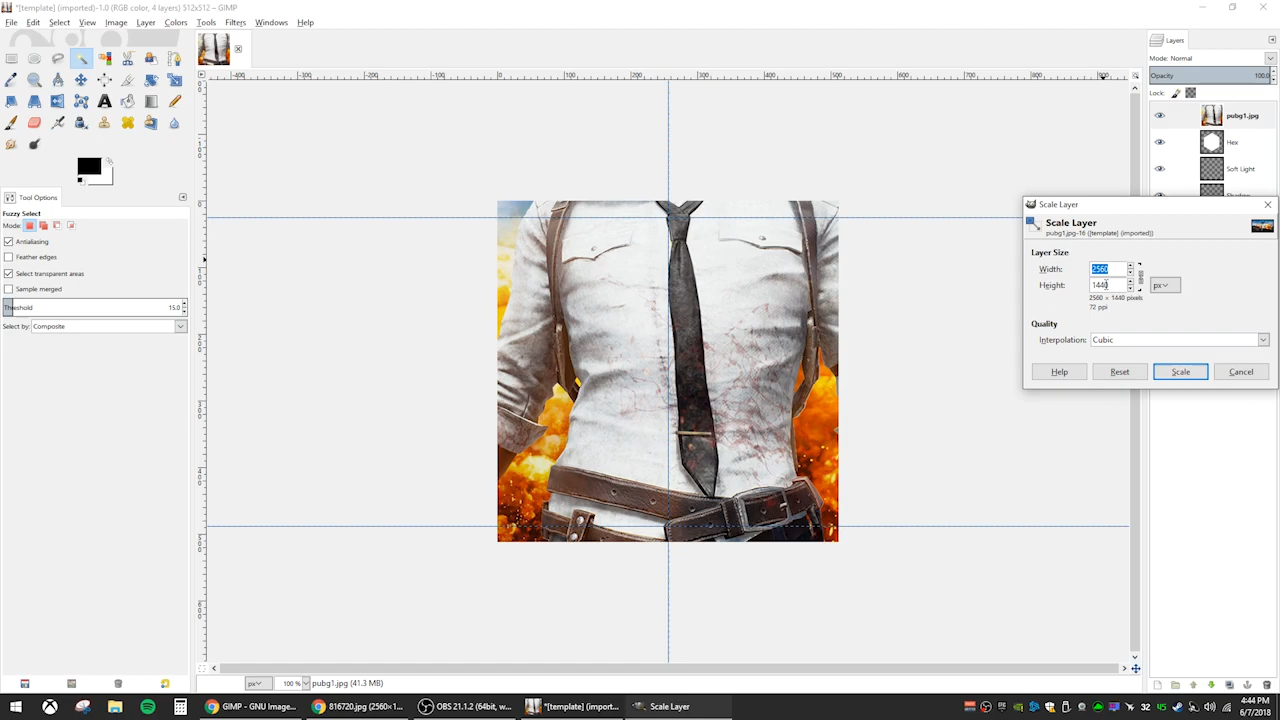 *[template] (imported)-1.0 (RGB color, 4 layers) 512x512 – GIMP
File Edit Select View Image Layer Colors Tools Filters Windows Help
Layers
Mode: Normal
Opacity 100.0
Lock:
pubg1.jpg
Hex
Soft Light
Shadow
Tool Options
Fuzzy Select
Mode:
Antialiasing
Feather edges
Select transparent areas
Sample merged
Threshold 15.0
Select by: Composite
Scale Layer
Scale Layer
pubg1.jpg-16 ([template] (imported))
Layer Size
Width: 2560
Height: 1440
px
2560 × 1440 pixels
72 ppi
Quality
Interpolation: Cubic
Help Reset Scale Cancel
px 100 % pubg1.jpg (41.3 MB)
GIMP - GNU Image... 816720.jpg (2560×1... OBS 21.1.2 (64bit, w... *[template] (import... Scale Layer
32 45
4:44 PM
6/7/2018